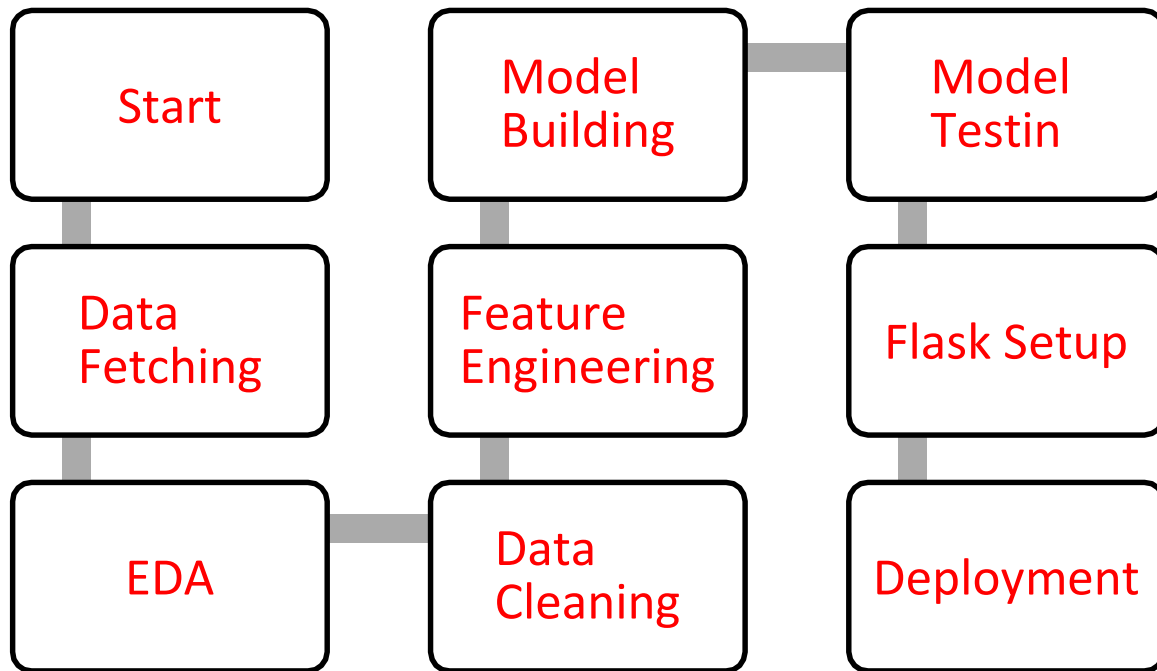 Start
Data
Fetching
EDA
Data
Cleaning
Feature
Engineering
Model
Building
Model
Testin
Flask Setup
Deployment